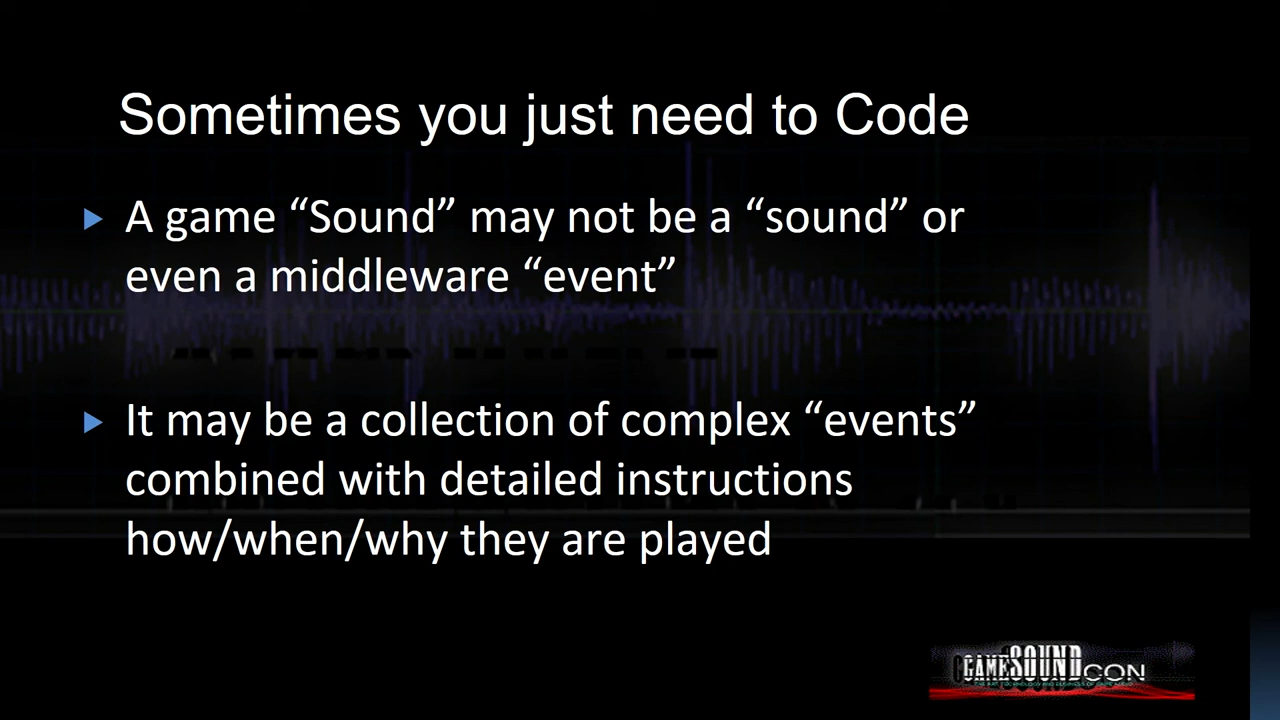 Sometimes you just need to Code
A game “Sound” may not be a “sound” or
even a middleware “event”
It may be a collection of complex “events”
combined with detailed instructions
how/when/why they are played
GAMESOUNDCON